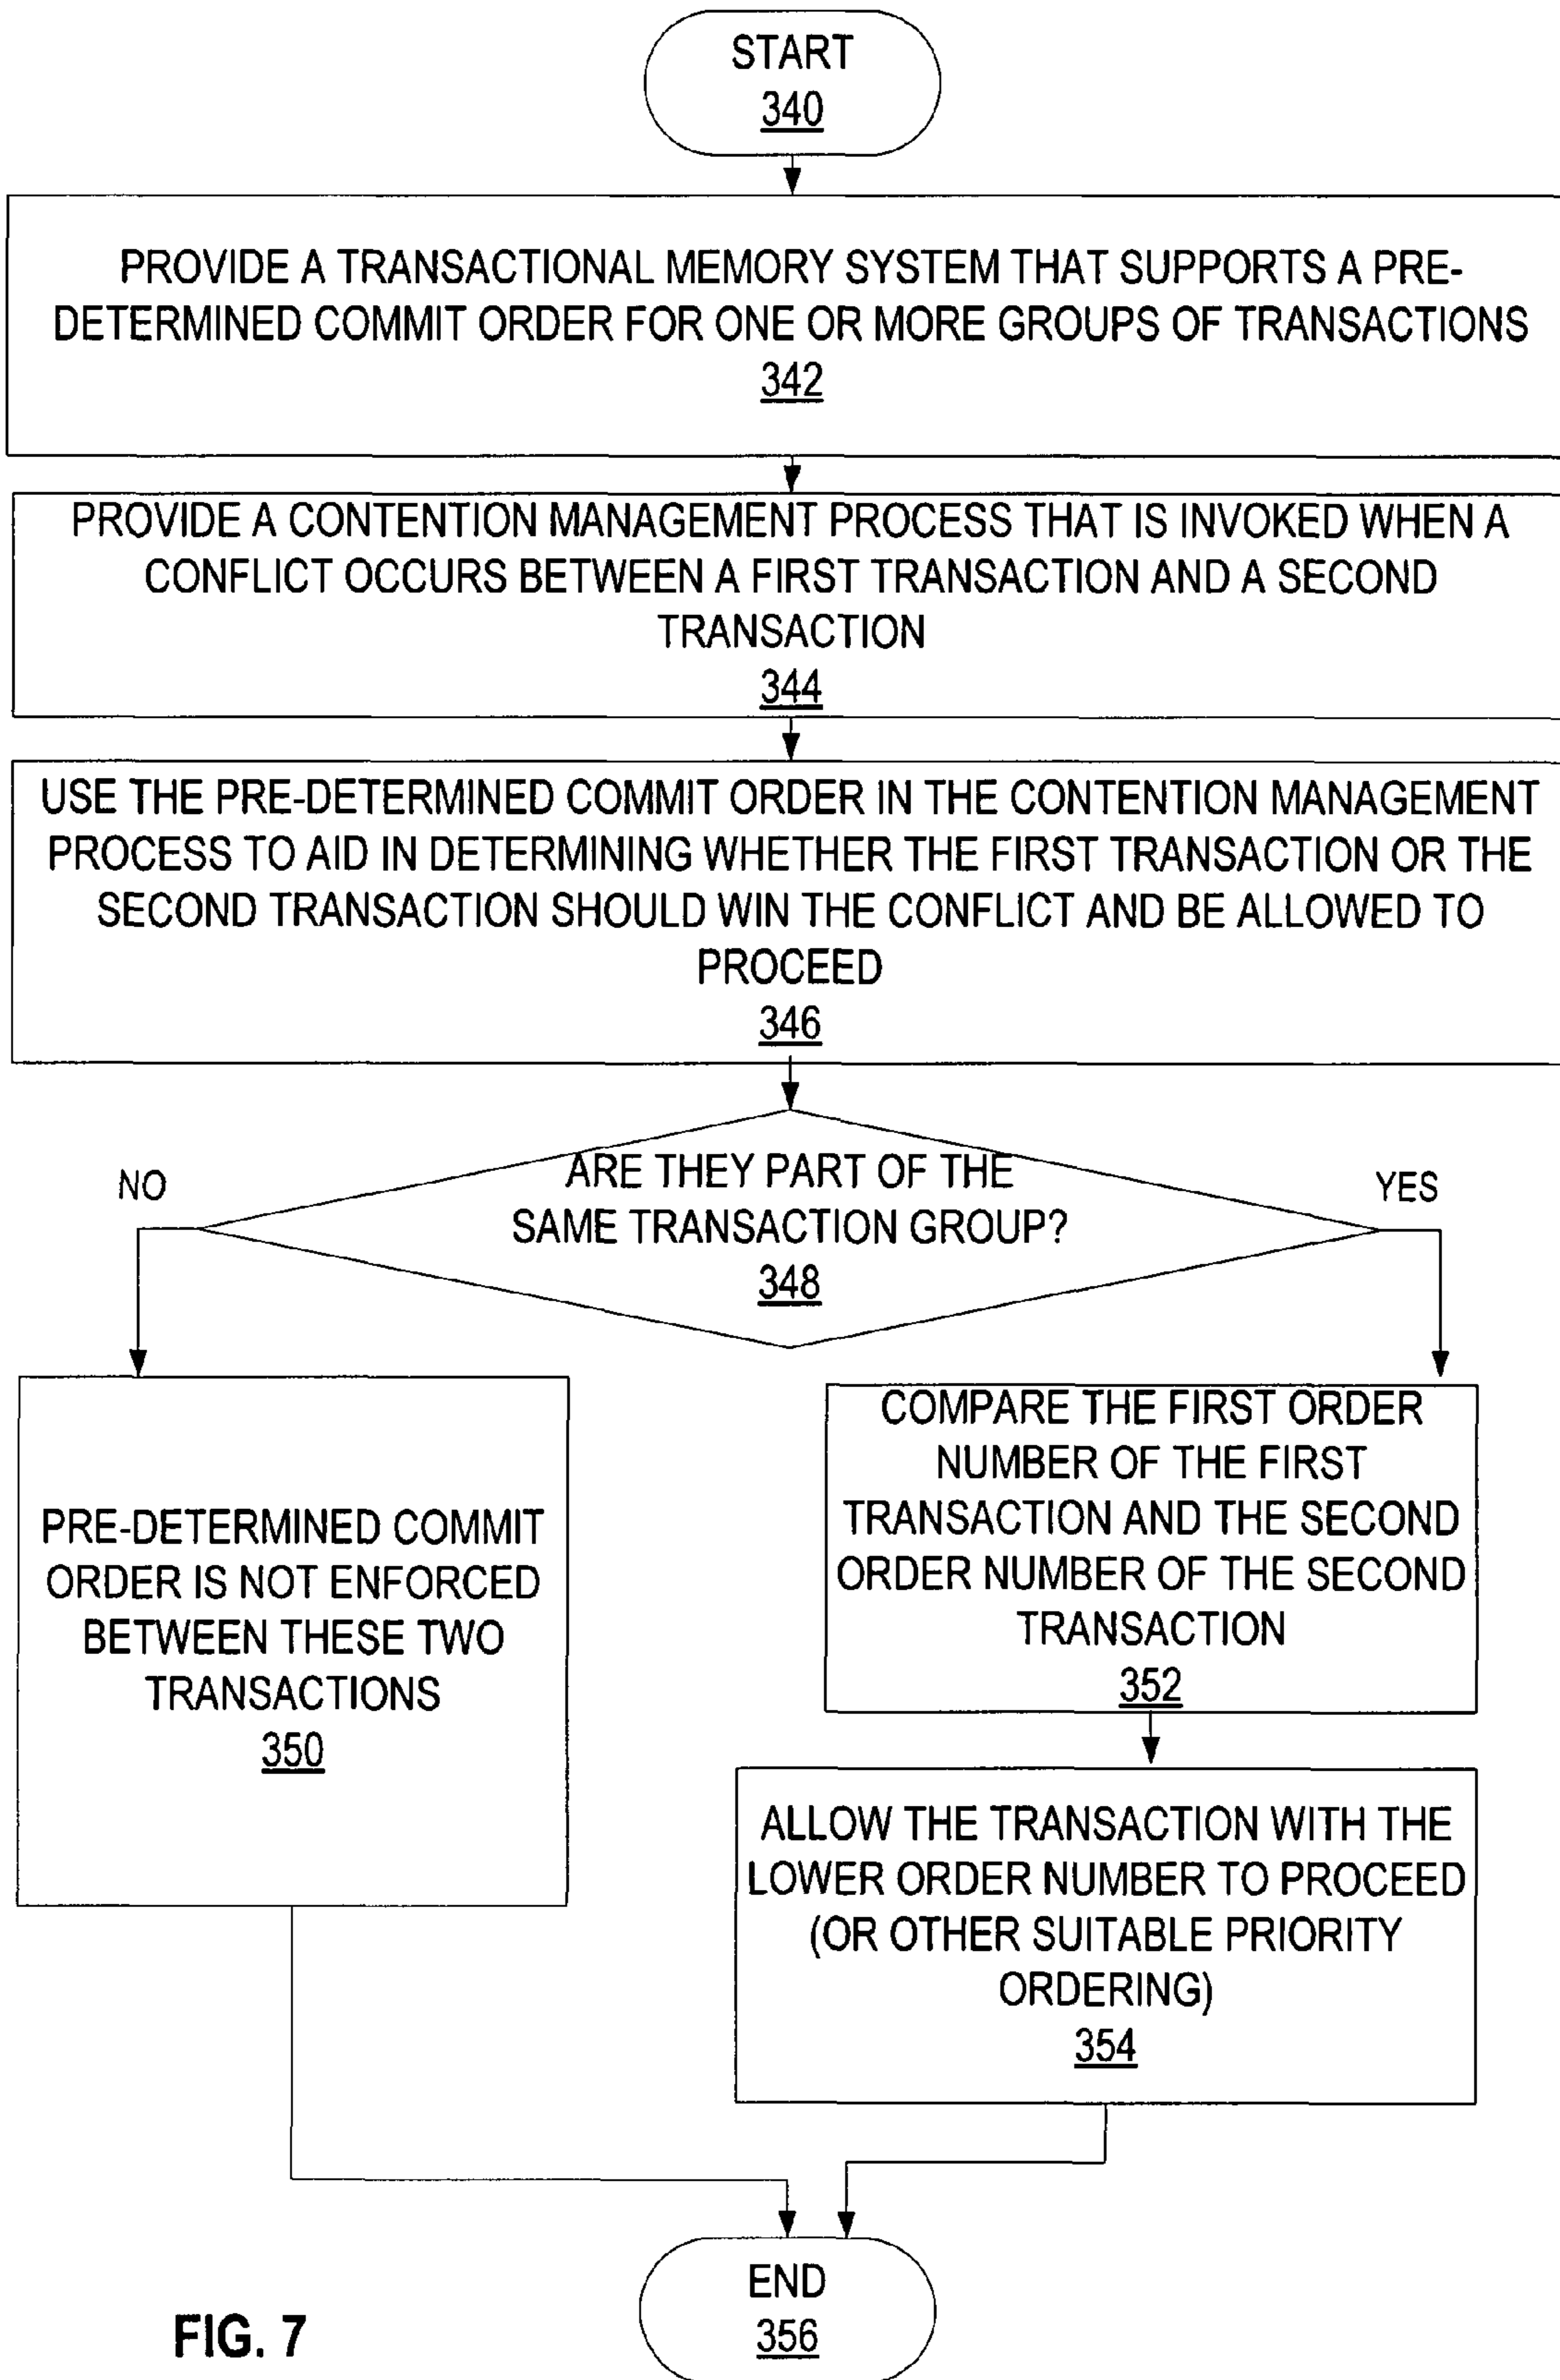 START
340
PROVIDE A TRANSACTIONAL MEMORY SYSTEM THAT SUPPORTS A PRE-
DETERMINED COMMIT ORDER FOR ONE OR MORE GROUPS OF TRANSACTIONS
342
PROVIDE A CONTENTION MANAGEMENT PROCESS THAT IS INVOKED WHEN A
CONFLICT OCCURS BETWEEN A FIRST TRANSACTION AND A SECOND
TRANSACTION
344
USE THE PRE-DETERMINED COMMIT ORDER IN THE CONTENTION MANAGEMENT
PROCESS TO AID IN DETERMINING WHETHER THE FIRST TRANSACTION OR THE
SECOND TRANSACTION SHOULD WIN THE CONFLICT AND BE ALLOWED TO
PROCEED
346
ARE THEY PART OF THE
SAME TRANSACTION GROUP?
348
NO
YES
PRE-DETERMINED COMMIT
ORDER IS NOT ENFORCED
BETWEEN THESE TWO
TRANSACTIONS
350
COMPARE THE FIRST ORDER
NUMBER OF THE FIRST
TRANSACTION AND THE SECOND
ORDER NUMBER OF THE SECOND
TRANSACTION
352
ALLOW THE TRANSACTION WITH THE
LOWER ORDER NUMBER TO PROCEED
(OR OTHER SUITABLE PRIORITY
ORDERING)
354
END
356
FIG. 7